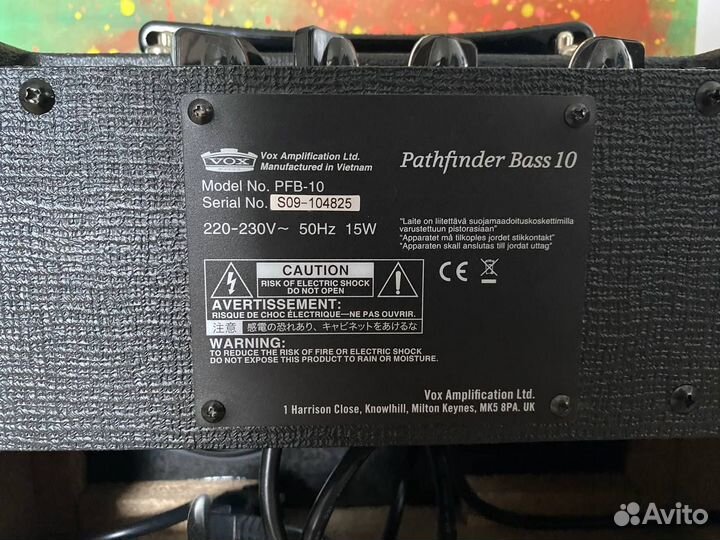 VOX
Vox Amplification Ltd.
Manufactured in Vietnam
Pathfinder Bass 10
Model No. PFB-10
Serial No. S09-104825
220-230V~ 50Hz 15W
"Laite on liitettävä suojamaadoituskoskettimilla
varustettuun pistorasiaan"
"Apparatet må tilkoples jordet stikkontakt"
"Apparaten skall anslutas till jordat uttag"
CAUTION
RISK OF ELECTRIC SHOCK
DO NOT OPEN
CE
AVERTISSEMENT:
RISQUE DE CHOC ÉLECTRIQUE—NE PAS OUVRIR.
注意 感電の恐れあり、キャビネットをあけるな
WARNING:
TO REDUCE THE RISK OF FIRE OR ELECTRIC SHOCK
DO NOT EXPOSE THIS PRODUCT TO RAIN OR MOISTURE.
Vox Amplification Ltd.
1 Harrison Close, Knowlhill, Milton Keynes, MK5 8PA. UK
Avito